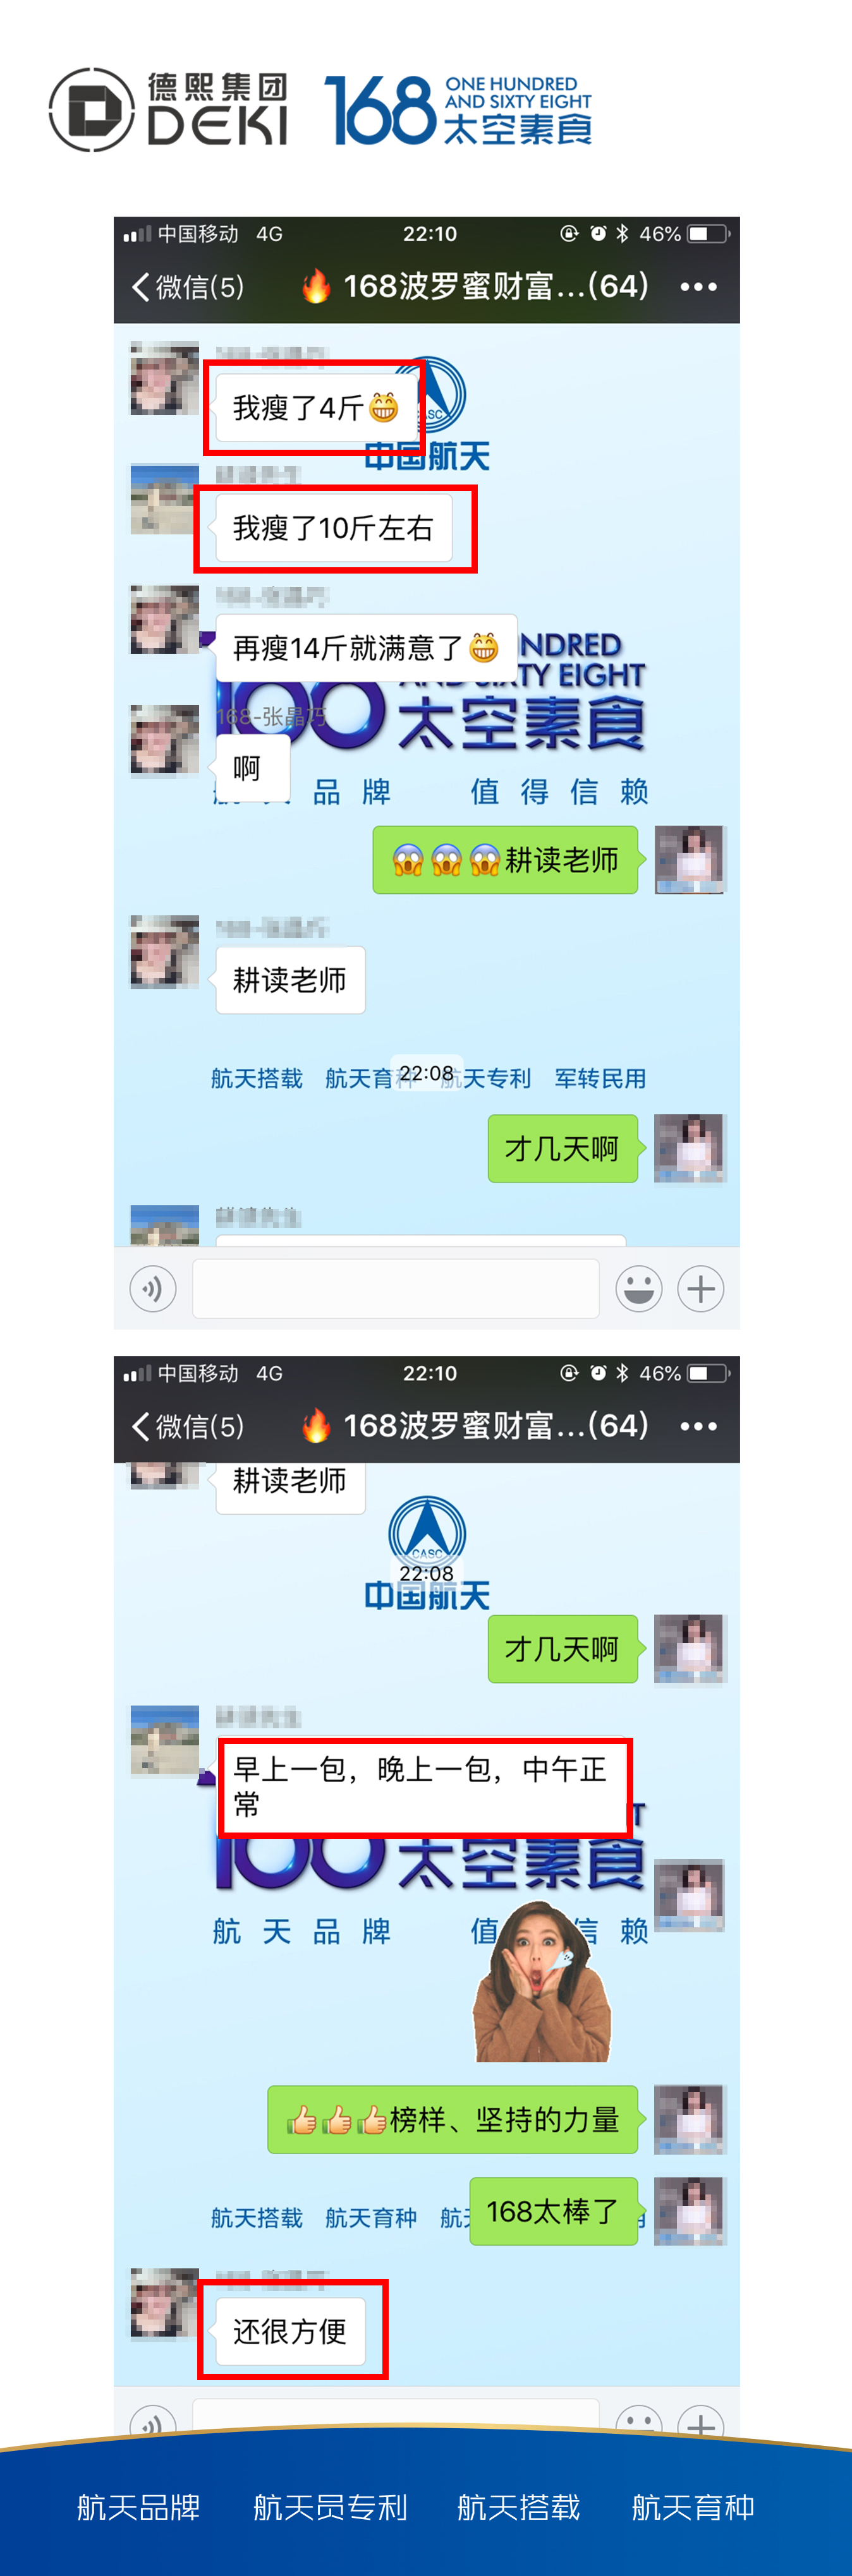 德熙集团
DEKI
168
ONE HUNDRED
AND SIXTY EIGHT
太空素食
中国移动 4G 22:10 46%
微信(5) 🔥 168波罗蜜财富...(64) •••
我瘦了4斤😁
CASC
中国航天
我瘦了10斤左右
再瘦14斤就满意了😁
NDRED
AND SIXTY EIGHT
太空素食
168-张晶巧
啊
品牌 值得信赖
😱😱😱耕读老师
耕读老师
22:08
航天搭载 航天育种 航天专利 军转民用
才几天啊
中国移动 4G 22:10 46%
微信(5) 🔥 168波罗蜜财富...(64) •••
耕读老师
CASC
22:08
中国航天
才几天啊
早上一包，晚上一包，中午正
常
太空素食
航天品牌 值 信赖
👍👍👍榜样、坚持的力量
航天搭载 航天育种
168太棒了
还很方便
航天品牌 航天员专利 航天搭载 航天育种